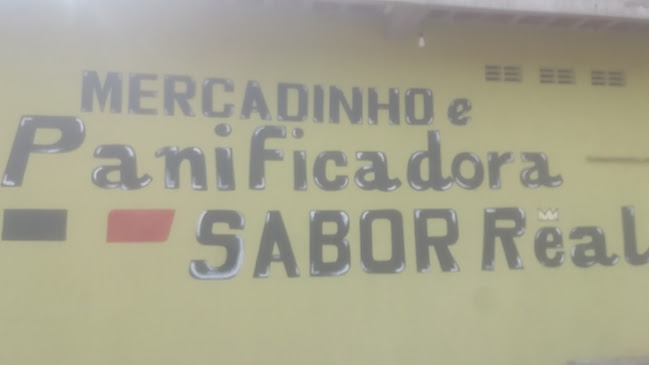 MERCADINHO e
Panificadora
SABOR Real